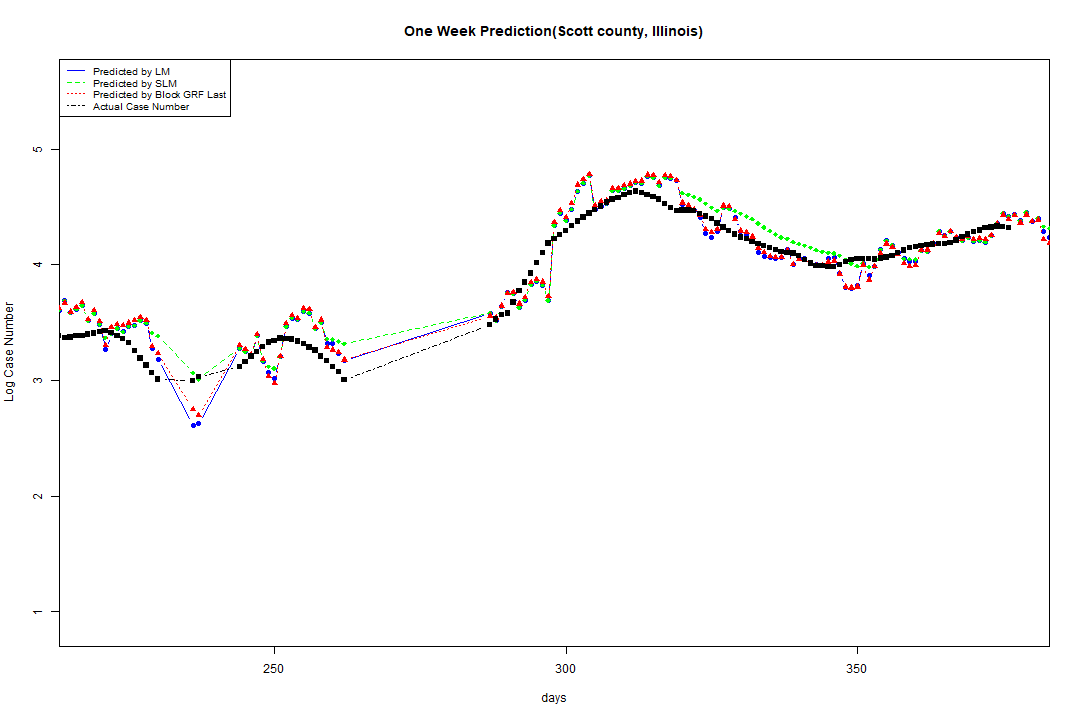 One Week Prediction(Scott county, Illinois)
Predicted by LM
Predicted by SLM
Predicted by Block GRF Last
Actual Case Number
5
4
3
2
1
Log Case Number
250
300
350
days